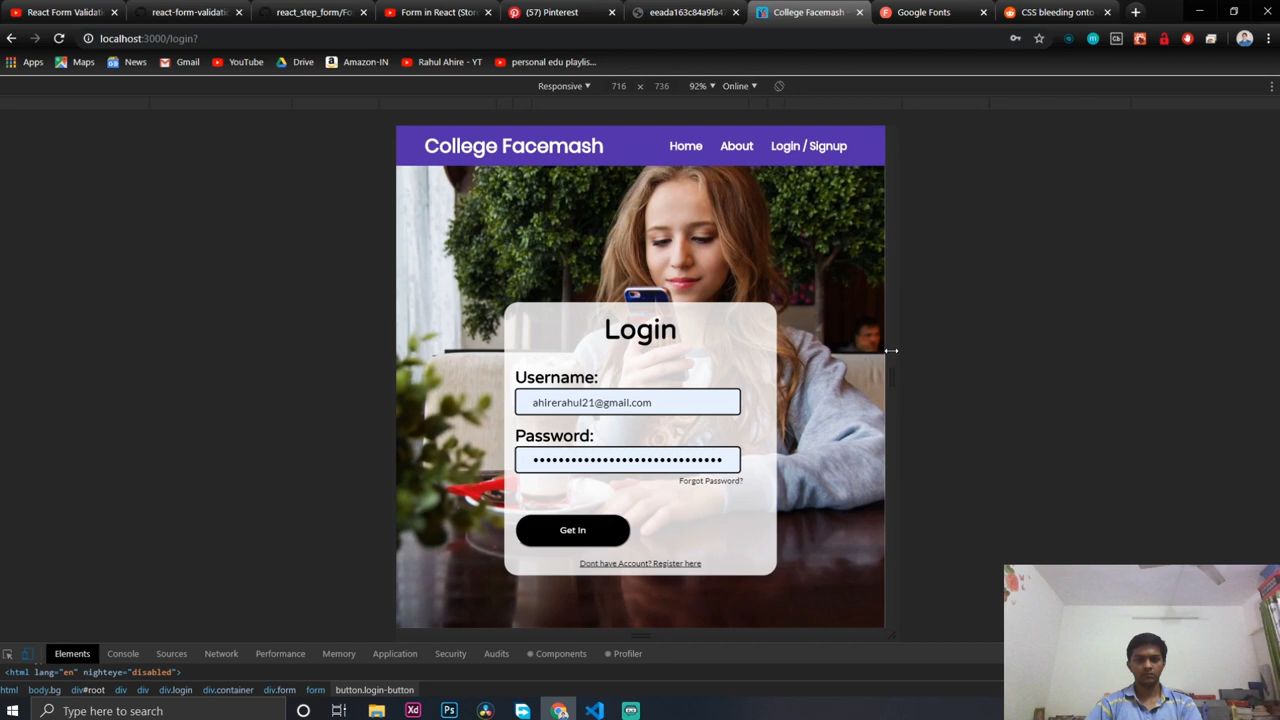 React Form Validati
react-form-validatio
react_step_form/Fo
Form in React (Stor
(57) Pinterest
eeada163c84a9fa4
College Facemash
Google Fonts
CSS bleeding onto
localhost:3000/login?
Apps
Maps
News
Gmail
YouTube
Drive
Amazon-IN
Rahul Ahire - YT
personal edu playlis...
Responsive
716
×
736
92%
Online
College Facemash
Home
About
Login / Signup
Login
Username:
ahirerahul21@gmail.com
Password:
••••••••••••••••••••••••••••••
Forgot Password?
Get In
Dont have Account? Register here
Elements
Console
Sources
Network
Performance
Memory
Application
Security
Audits
Components
Profiler
<html lang="en" nighteye="disabled">
html
body.bg
div#root
div
div
div.login
div.container
div.form
form
button.login-button
Type here to search
Xd
Ps